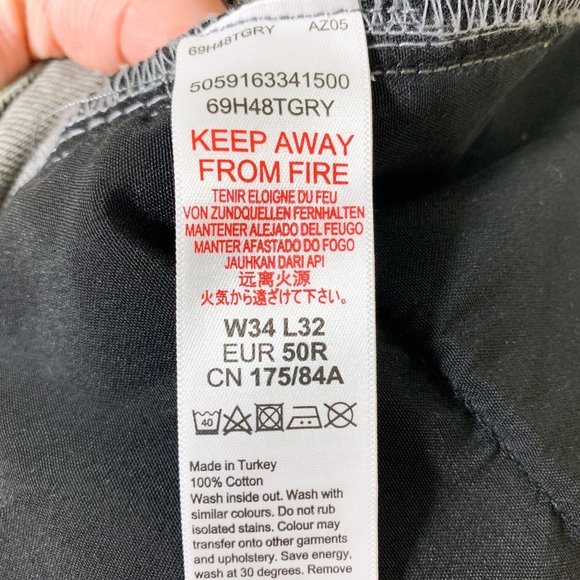 69H48TGRY AZ05
5059163341500
69H48TGRY
KEEP AWAY
FROM FIRE
TENIR ELOIGNE DU FEU
VON ZUNDQUELLEN FERNHALTEN
MANTENER ALEJADO DEL FEUGO
MANTER AFASTADO DO FOGO
JAUHKAN DARI API
远离火源
火気から遠ざけて下さい。
W34 L32
EUR 50R
CN 175/84A
40
Made in Turkey
100% Cotton
Wash inside out. Wash with
similar colours. Do not rub
isolated stains. Colour may
transfer onto other garments
and upholstery. Save energy,
wash at 30 degrees. Remove